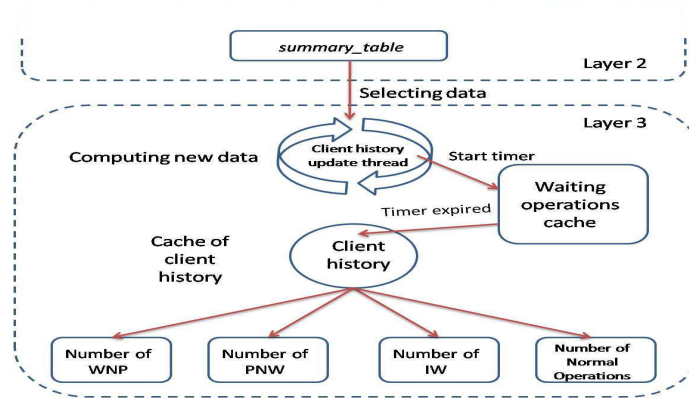 summary_table
Layer 2
Selecting data
Layer 3
Computing new data
Client history
update thread
Start timer
Waiting
operations
cache
Timer expired
Cache of
client
history
Client
history
Number of
WNP
Number of
PNW
Number of
IW
Number of
Normal
Operations